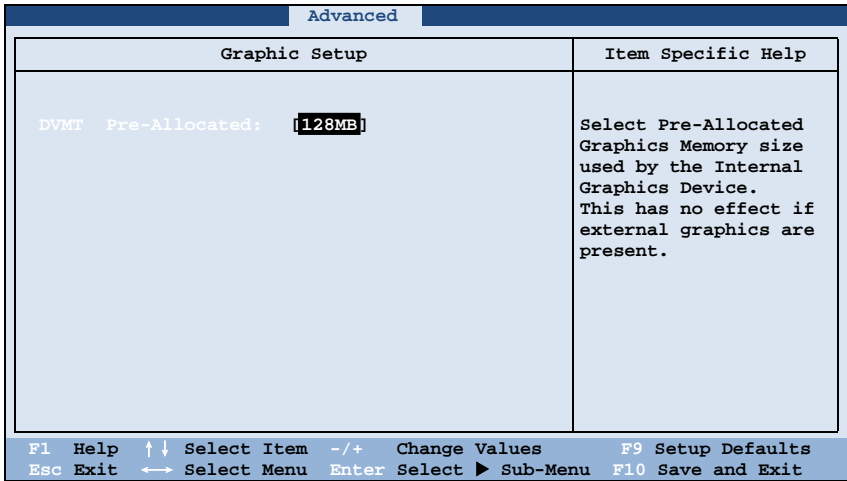 Advanced
Graphic Setup
Item Specific Help
DVMT Pre-Allocated: [128MB]
Select Pre-Allocated
Graphics Memory size
used by the Internal
Graphics Device.
This has no effect if
external graphics are
present.
F1 Help ↑↓ Select Item -/+ Change Values F9 Setup Defaults
Esc Exit ←→ Select Menu Enter Select ▶ Sub-Menu F10 Save and Exit